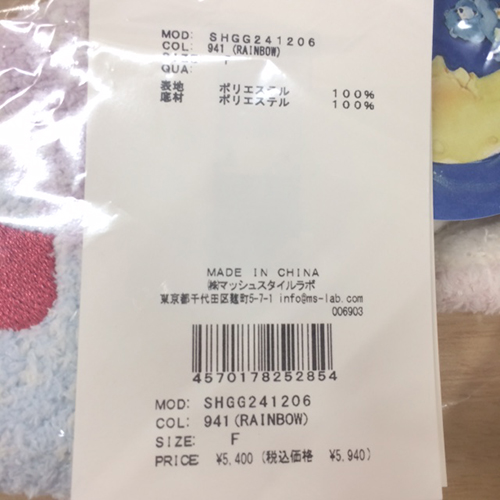 MOD: SHGG241206
COL: 941 (RAINBOW)
SIZE: F
QUA:
表地 ポリエステル 100%
底材 ポリエステル 100%
MADE IN CHINA
㈱マッシュスタイルラボ
東京都千代田区麹町5-7-1 info@ms-lab.com
006903
4570178252854
MOD: SHGG241206
COL: 941(RAINBOW)
SIZE: F
PRICE ¥5,400 (税込価格 ¥5,940)